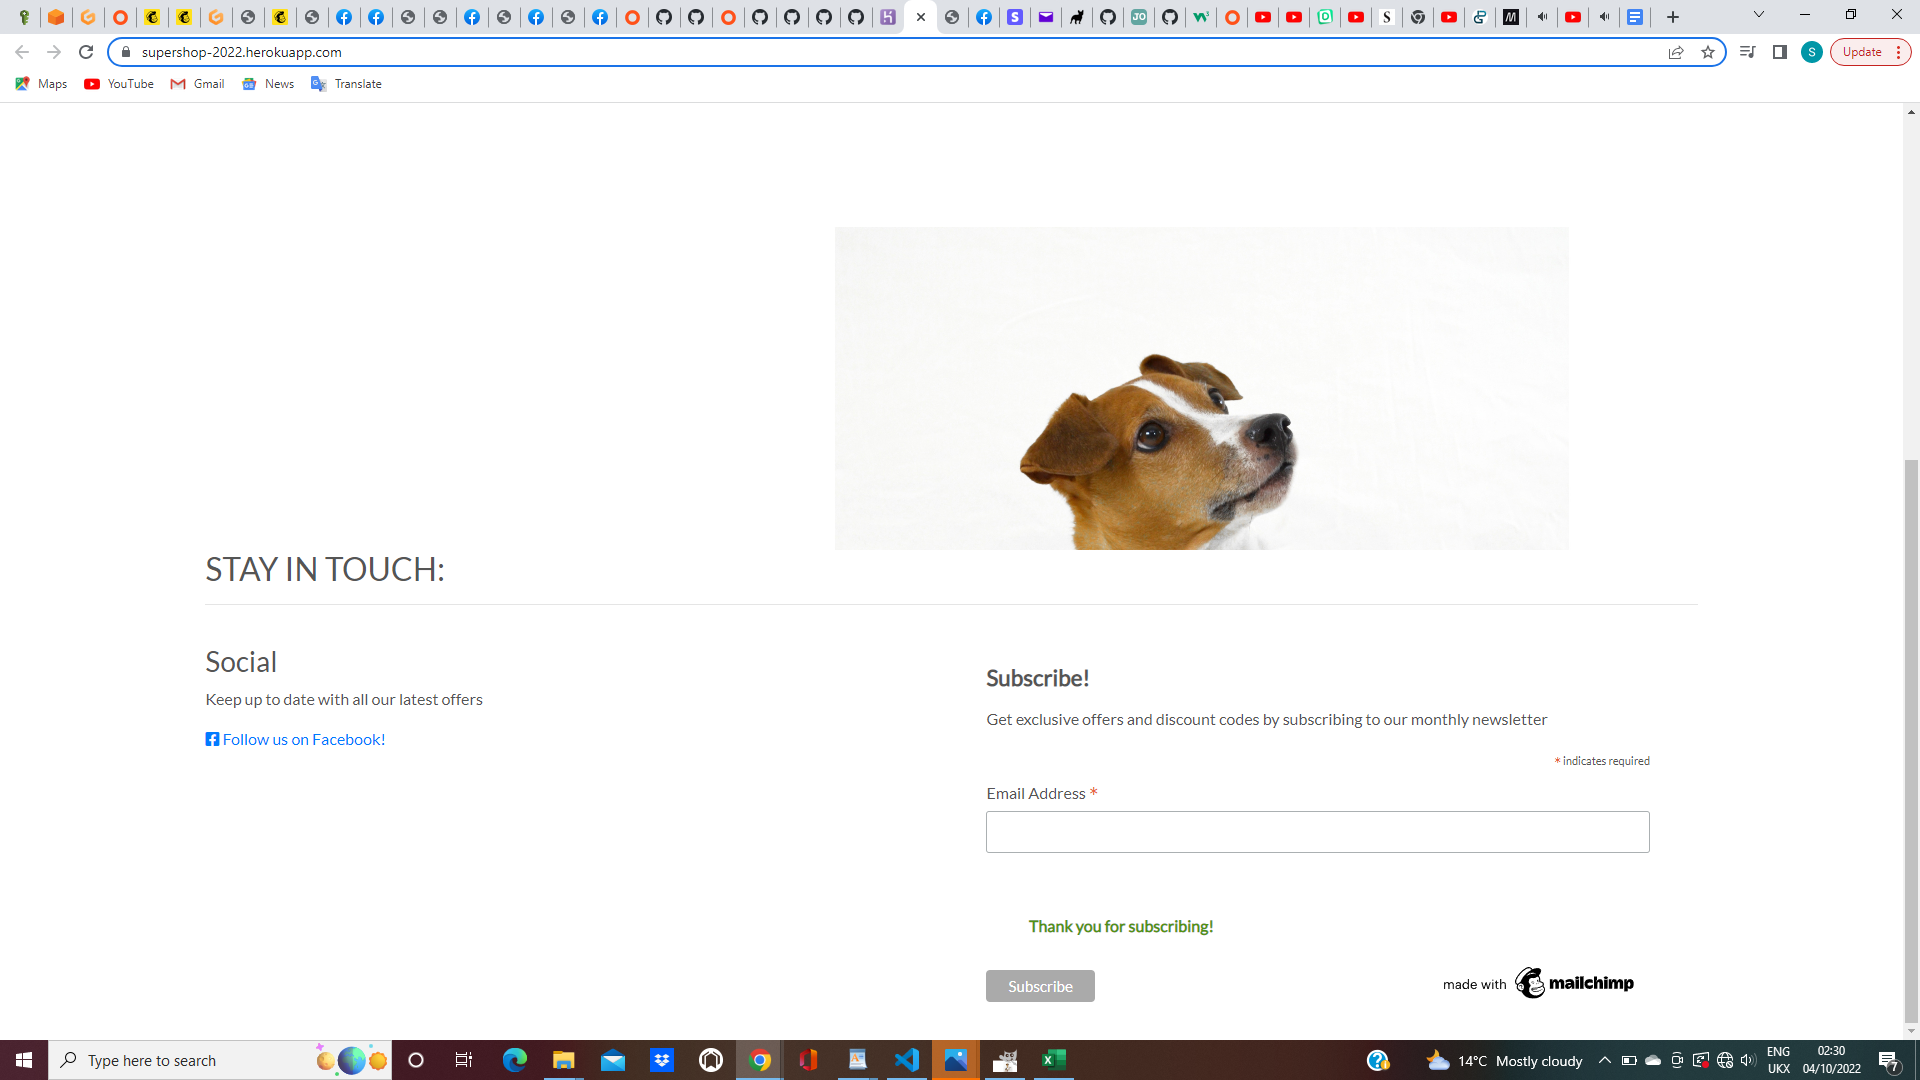 supershop-2022.herokuapp.com
Update
S
Maps
YouTube
Gmail
News
Translate
STAY IN TOUCH:
Social
Keep up to date with all our latest offers
Follow us on Facebook!
Subscribe!
Get exclusive offers and discount codes by subscribing to our monthly newsletter
* indicates required
Email Address *
Thank you for subscribing!
Subscribe
made with mailchimp
Type here to search
14°C Mostly cloudy
ENG
UKX
02:30
04/10/2022
7